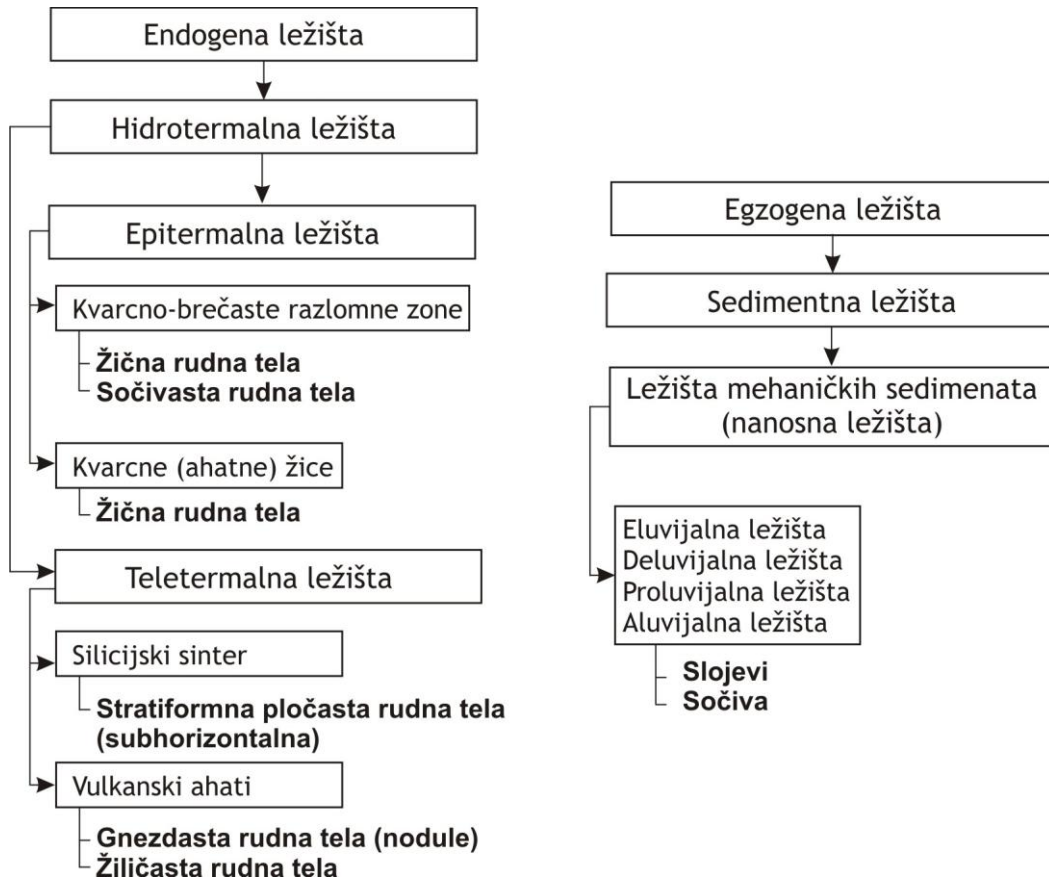 Endogena ležišta
Hidrotermalna ležišta
Epitermalna ležišta
Kvarcno-brečaste razlomne zone
Žična rudna tela
Sočivasta rudna tela
Kvarcne (ahatne) žice
Žična rudna tela
Teletermalna ležišta
Silicijski sinter
Stratiformna pločasta rudna tela
(subhorizontalna)
Vulkanski ahati
Gnezdasta rudna tela (nodule)
Žiličasta rudna tela
Egzogena ležišta
Sedimentna ležišta
Ležišta mehaničkih sedimenata
(nanosna ležišta)
Eluvijalna ležišta
Deluvijalna ležišta
Proluvijalna ležišta
Aluvijalna ležišta
Slojevi
Sočiva